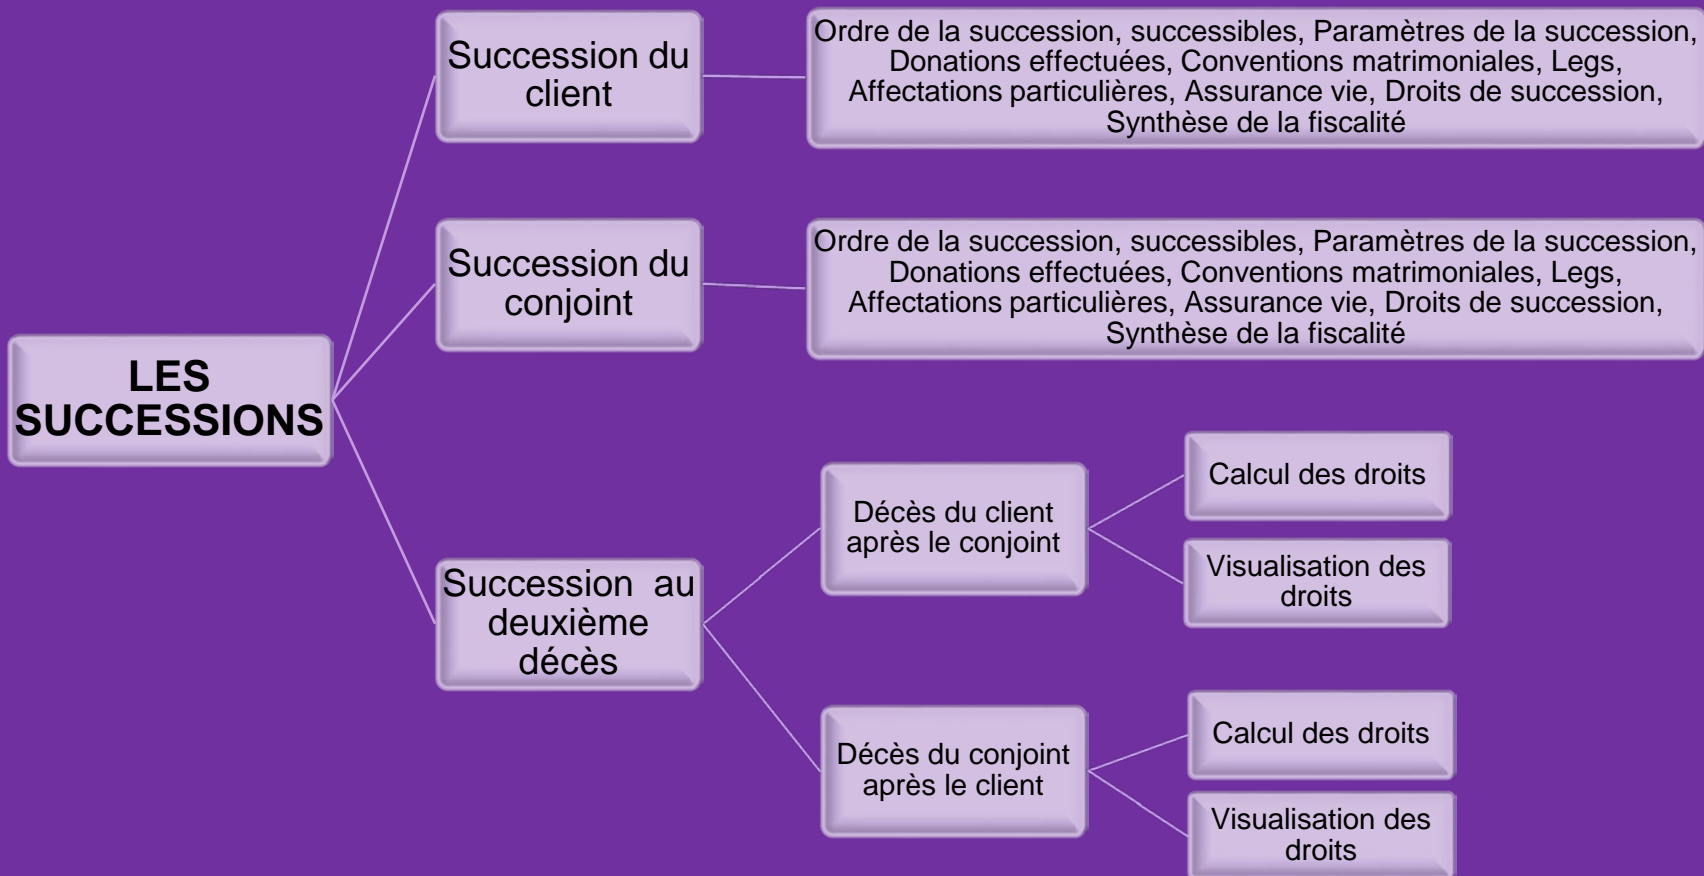 LES
SUCCESSIONS
Succession du
client
Ordre de la succession, successibles, Paramètres de la succession,
Donations effectuées, Conventions matrimoniales, Legs,
Affectations particulières, Assurance vie, Droits de succession,
Synthèse de la fiscalité
Succession du
conjoint
Ordre de la succession, successibles, Paramètres de la succession,
Donations effectuées, Conventions matrimoniales, Legs,
Affectations particulières, Assurance vie, Droits de succession,
Synthèse de la fiscalité
Succession au
deuxième
décès
Décès du client
après le conjoint
Calcul des droits
Visualisation des
droits
Décès du conjoint
après le client
Calcul des droits
Visualisation des
droits